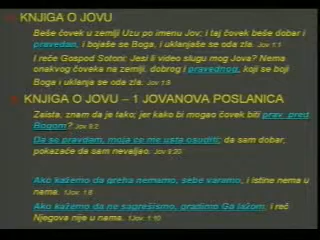 KNJIGA O JOVU
Beše čovek u zemlji Uzu po imenu Jov; i taj čovek beše dobar i
pravedan, i bojaše se Boga, i uklanjaše se oda zla. Jov 1:1
I reče Gospod Sotoni: Jesi li video slugu mog Jova? Nema
onakvog čoveka na zemlji. dobrog i pravednog, koji se boji
Boga i uklanja se oda zla. Jov 1:8
KNJIGA O JOVU – 1 JOVANOVA POSLANICA
Zaista, znam da je tako; jer kako bi mogao čovek biti prav pred
Bogom? Jov 9:2
Da se pravdam, moja će me usta osuditi; da sam dobar,
pokazaće da sam nevaljao. Jov 9:20
Ako kažemo da greha nemamo, sebe varamo, i istine nema u
nama. 1Jov. 1:8
Ako kažemo da ne sagrešismo, gradimo Ga lažom, i reč
Njegova nije u nama. 1Jov. 1:10